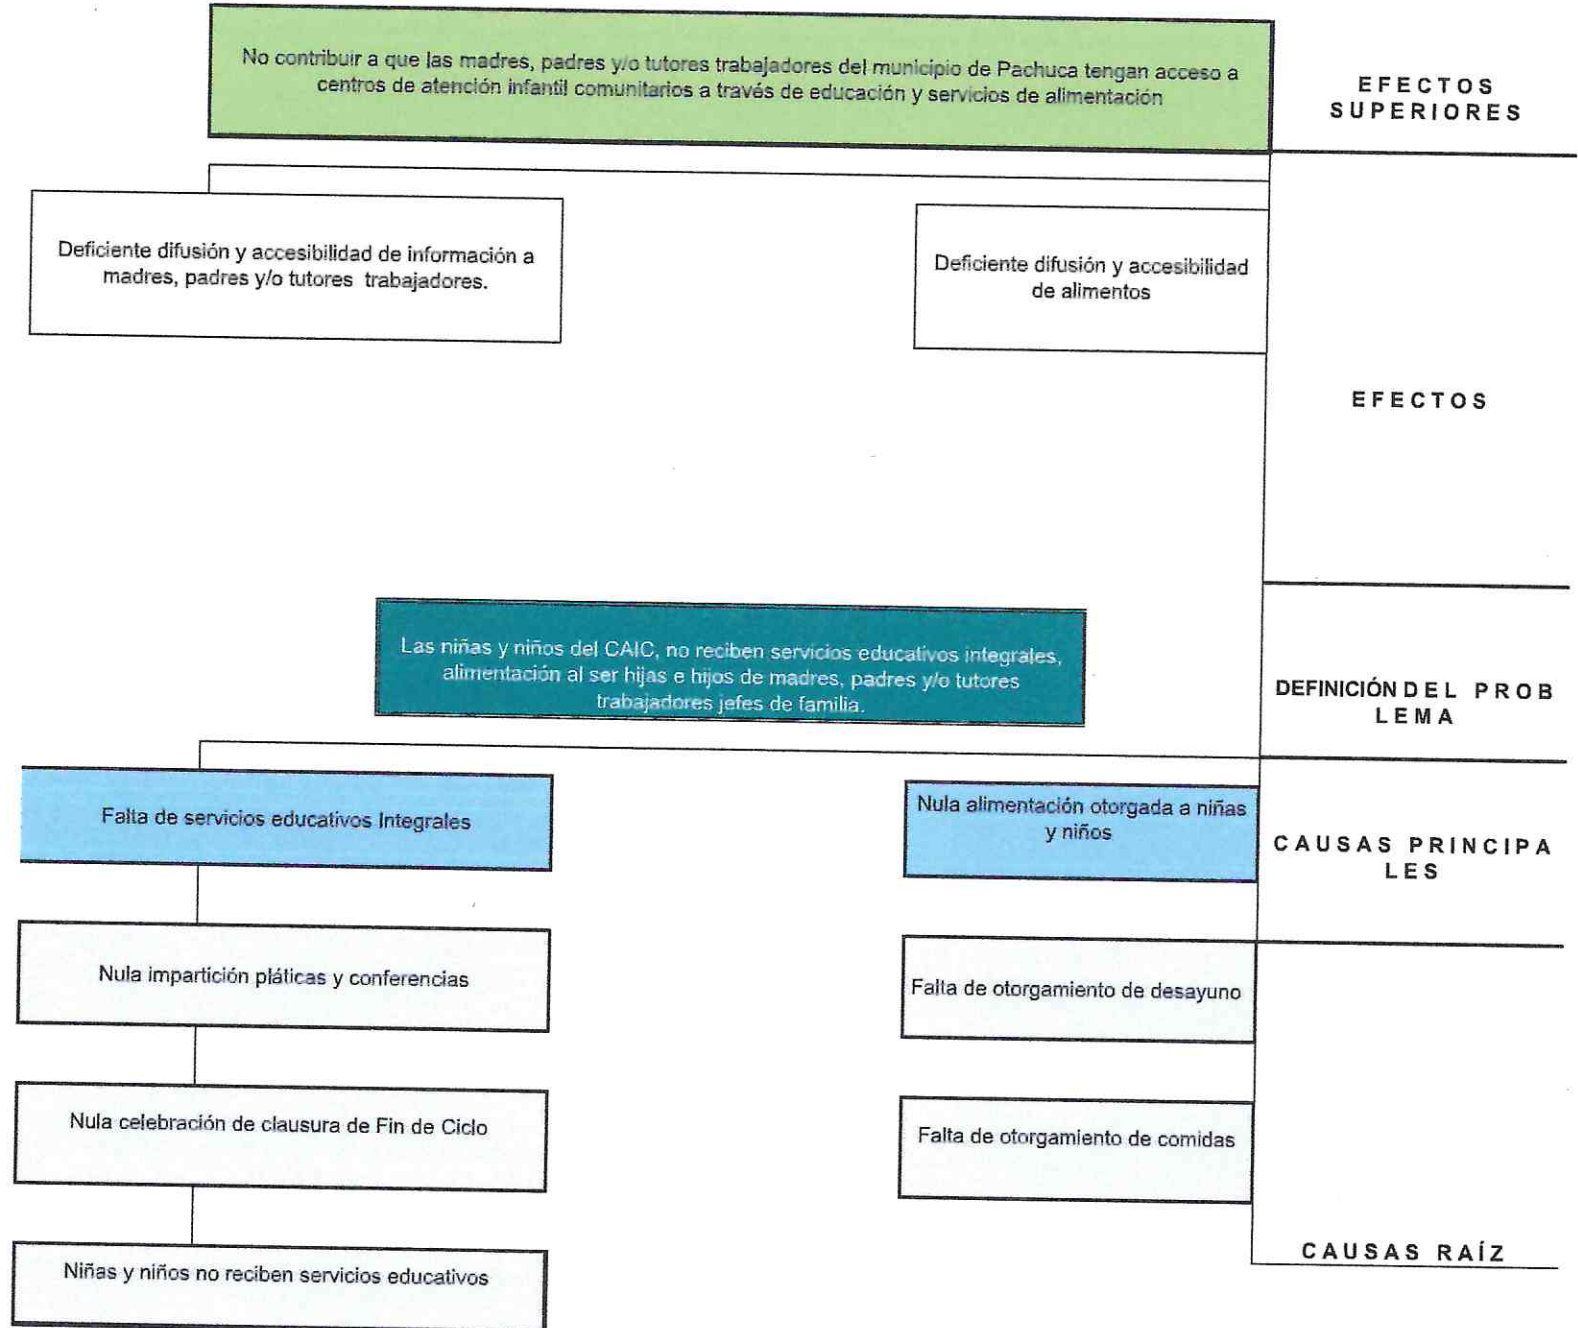 No contribuir a que las madres, padres y/o tutores trabajadores del municipio de Pachuca tengan acceso a
centros de atención infantil comunitarios a través de educación y servicios de alimentación
EFECTOS
SUPERIORES
Deficiente difusión y accesibilidad de información a
madres, padres y/o tutores trabajadores.
Deficiente difusión y accesibilidad
de alimentos
EFECTOS
Las niñas y niños del CAIC, no reciben servicios educativos integrales,
alimentación al ser hijas e hijos de madres, padres y/o tutores
trabajadores jefes de familia.
DEFINICIÓN DEL PROB
LEMA
Falta de servicios educativos Integrales
Nula alimentación otorgada a niñas
y niños
CAUSAS PRINCIPA
LES
Nula impartición pláticas y conferencias
Falta de otorgamiento de desayuno
Nula celebración de clausura de Fin de Ciclo
Falta de otorgamiento de comidas
CAUSAS RAÍZ
Niñas y niños no reciben servicios educativos